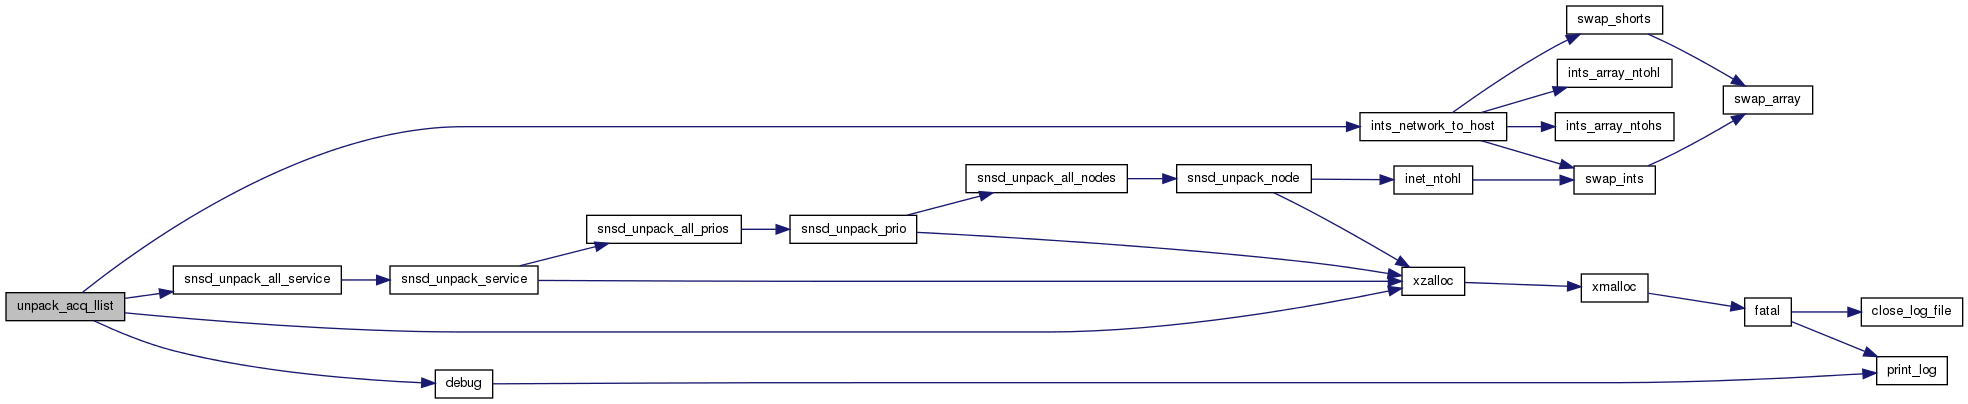 swap_shorts
ints_array_ntohl
swap_array
ints_network_to_host
ints_array_ntohs
snsd_unpack_all_nodes
snsd_unpack_node
inet_ntohl
swap_ints
snsd_unpack_all_prios
snsd_unpack_prio
snsd_unpack_all_service
snsd_unpack_service
xzalloc
xmalloc
unpack_acq_llist
fatal
close_log_file
debug
print_log